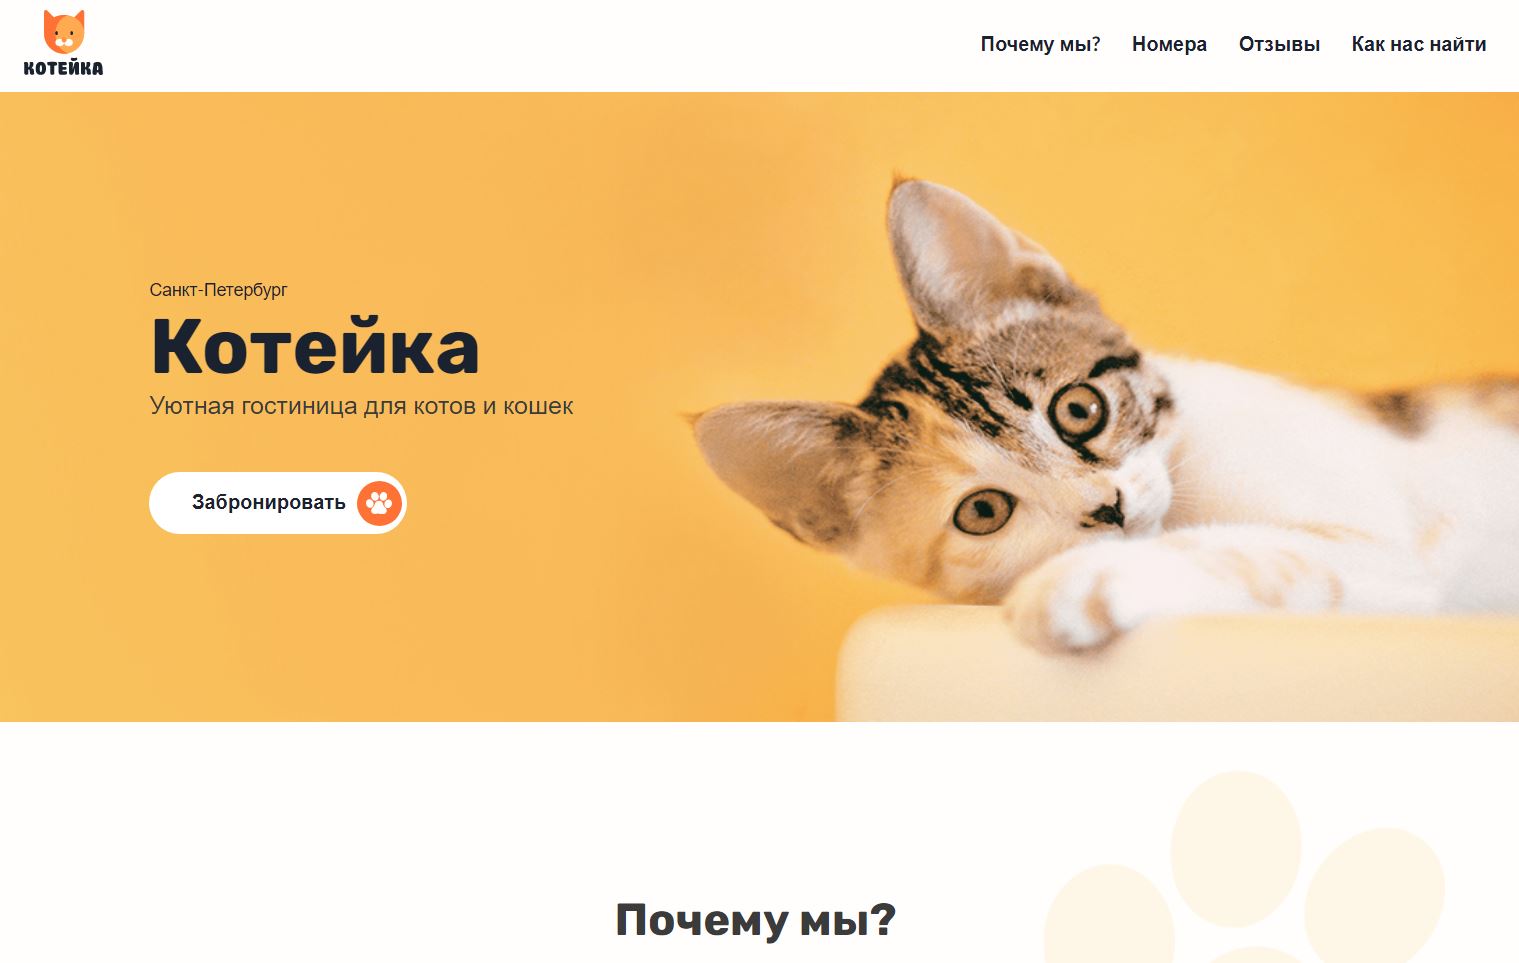 КОТЕЙКА
Почему мы? Номера Отзывы Как нас найти
Санкт-Петербург
Котейка
Уютная гостиница для котов и кошек
Забронировать
Почему мы?